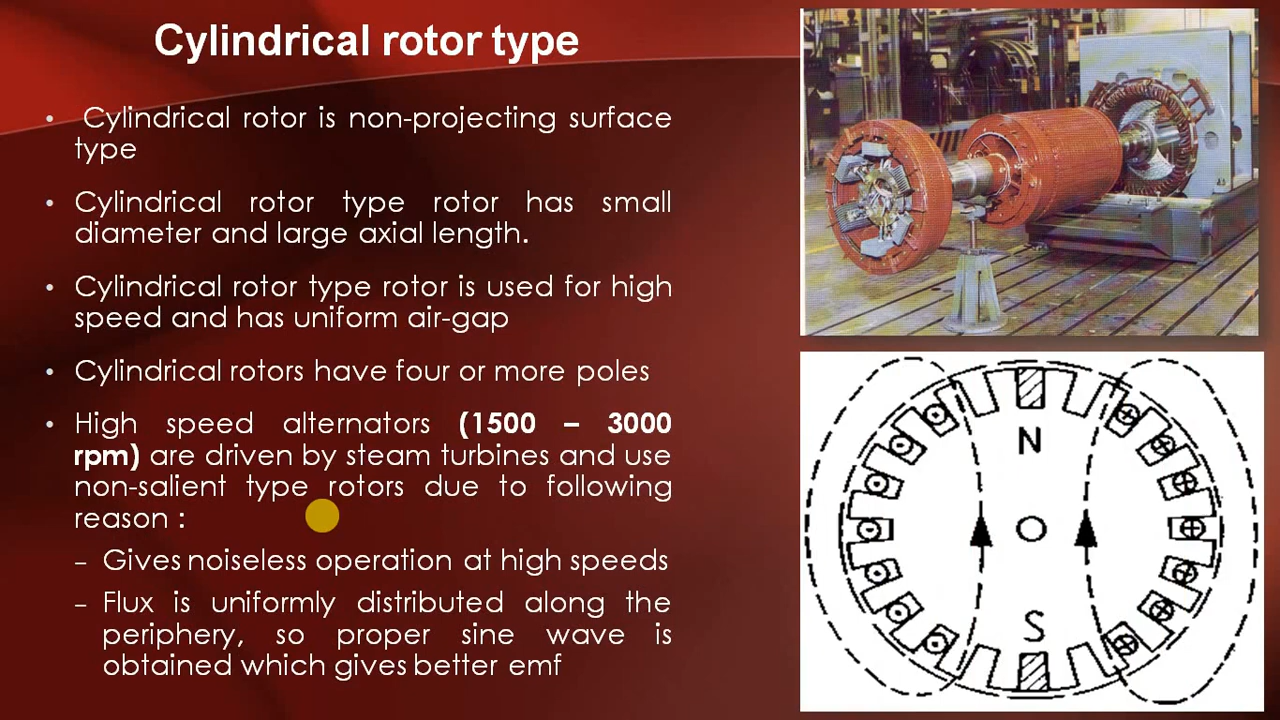 Cylindrical rotor type
• Cylindrical rotor is non-projecting surface
type
• Cylindrical rotor type rotor has small
diameter and large axial length.
• Cylindrical rotor type rotor is used for high
speed and has uniform air-gap
• Cylindrical rotors have four or more poles
• High speed alternators (1500 – 3000
rpm) are driven by steam turbines and use
non-salient type rotors due to following
reason :
– Gives noiseless operation at high speeds
– Flux is uniformly distributed along the
periphery, so proper sine wave is
obtained which gives better emf
N
S